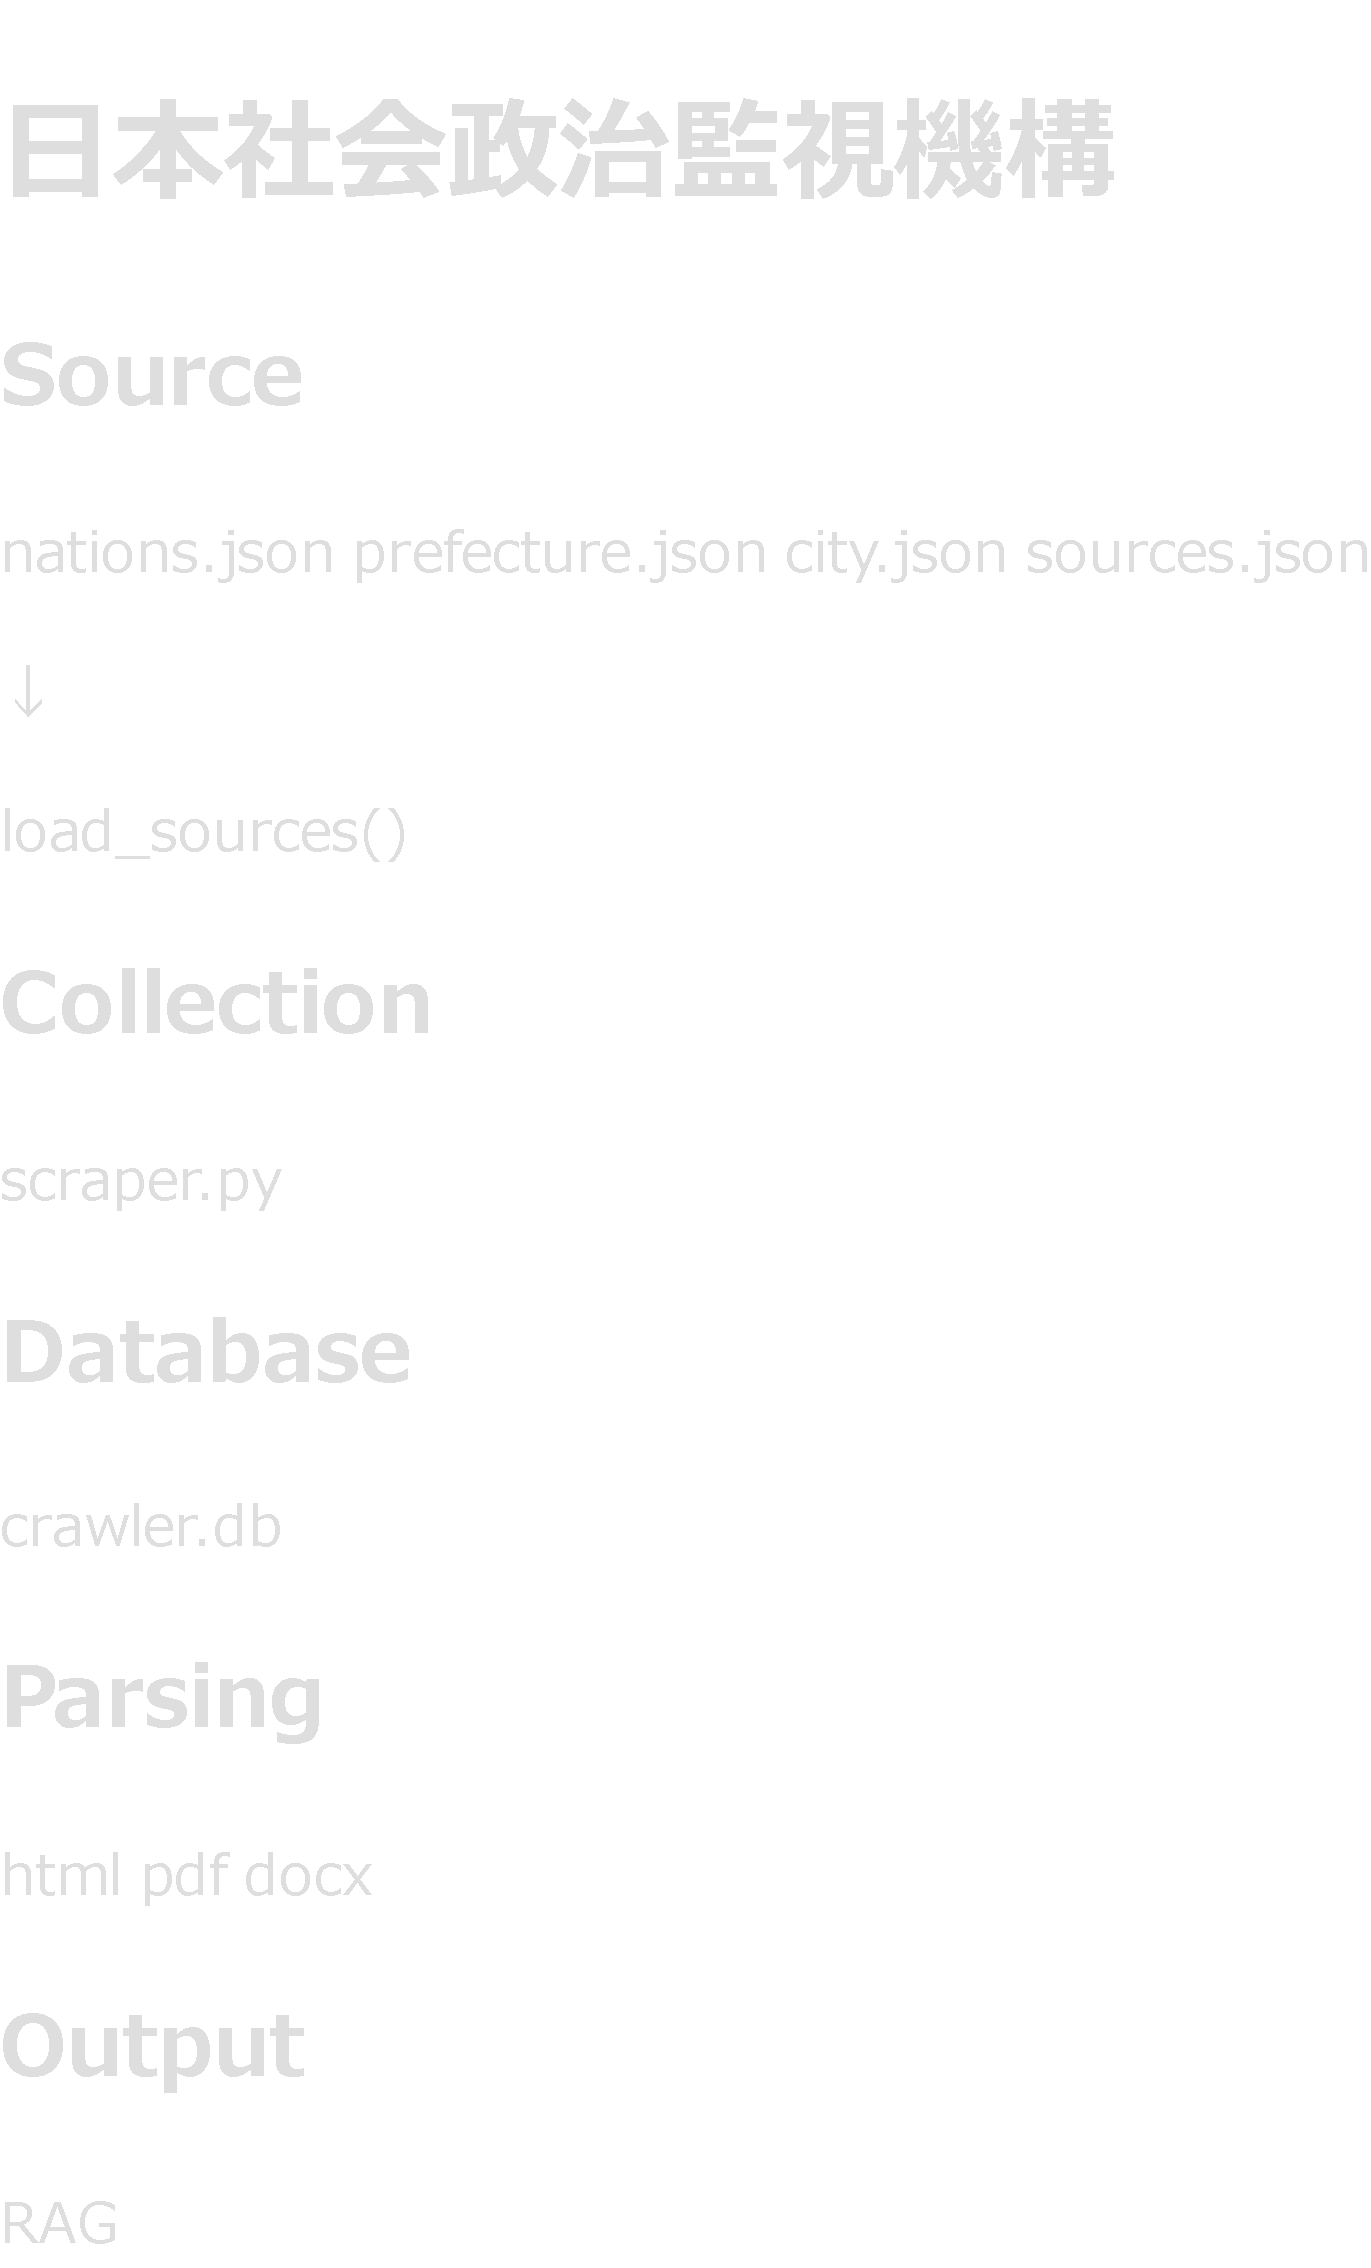 日本社会政治監視機構
Source
nations.json prefecture.json city.json sources.json
↓
load_sources()
Collection
scraper.py
Database
crawler.db
Parsing
html pdf docx
Output
RAG